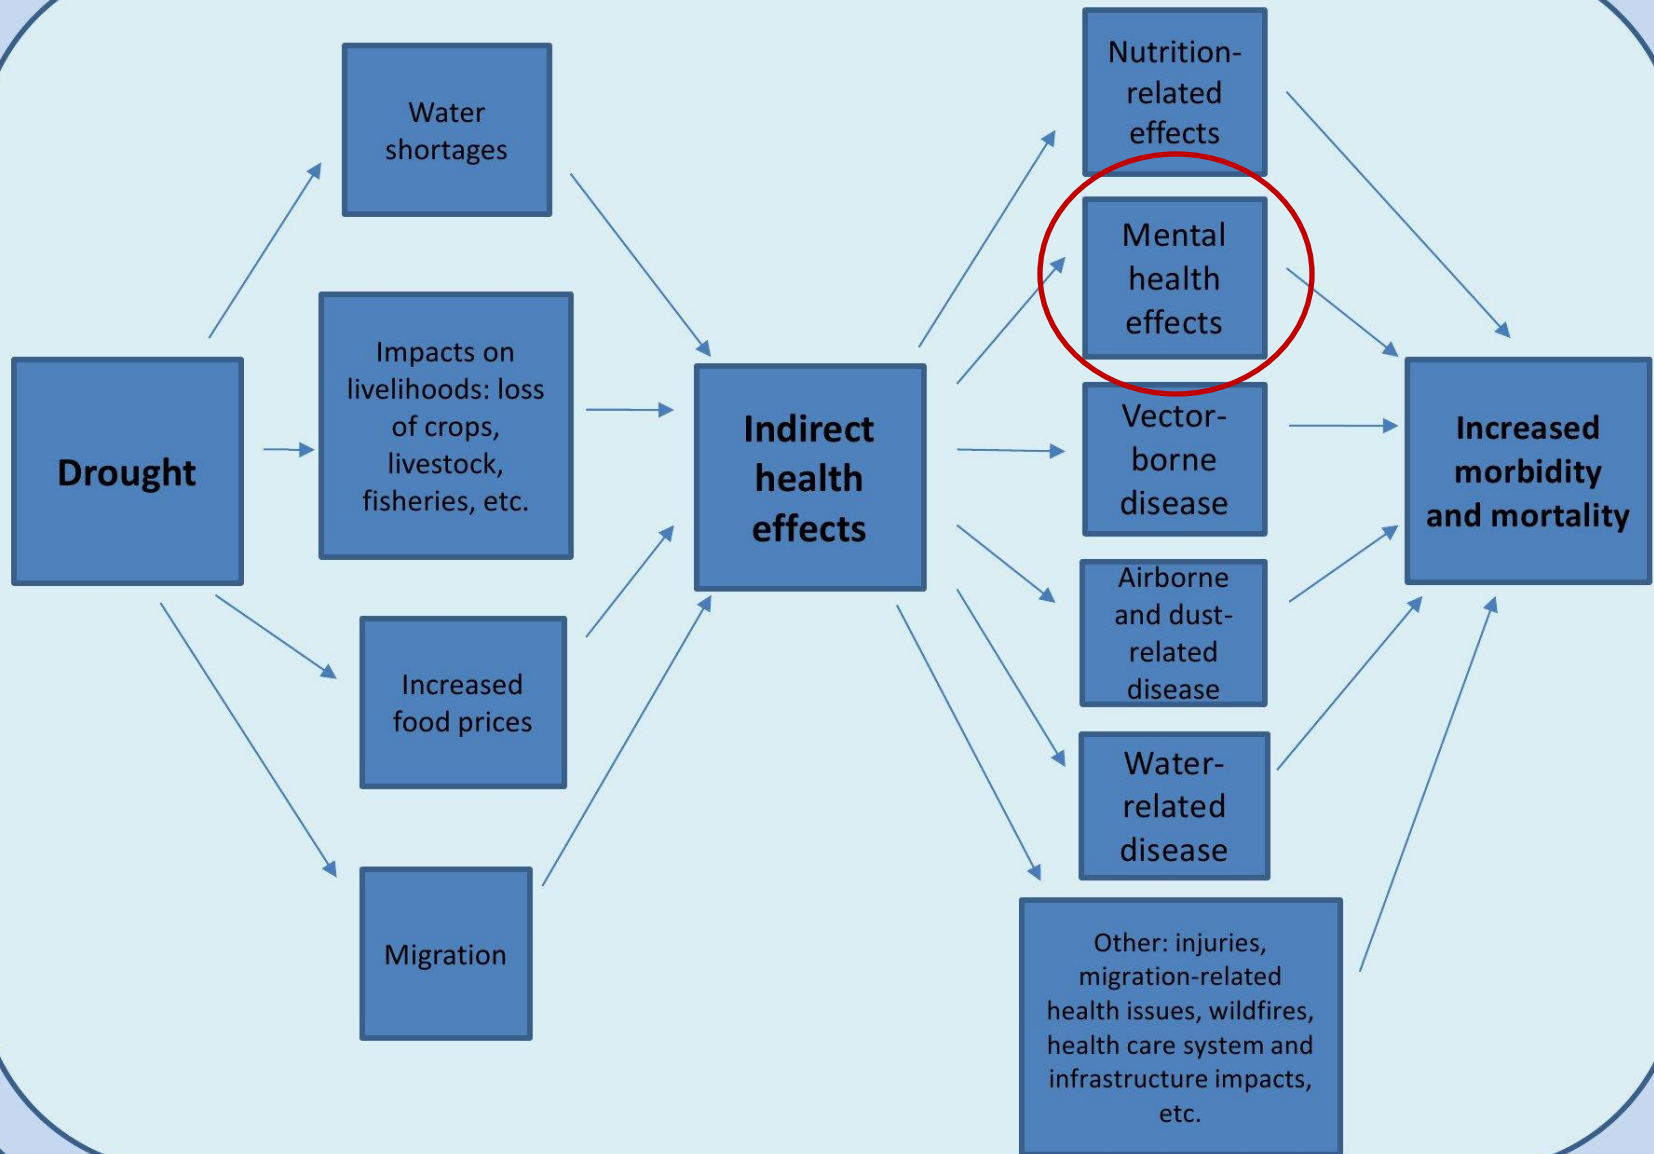 Drought
Water
shortages
Impacts on
livelihoods: loss
of crops,
livestock,
fisheries, etc.
Increased
food prices
Migration
Indirect
health
effects
Nutrition-
related
effects
Mental
health
effects
Vector-
borne
disease
Airborne
and dust-
related
disease
Water-
related
disease
Other: injuries,
migration-related
health issues, wildfires,
health care system and
infrastructure impacts,
etc.
Increased
morbidity
and mortality